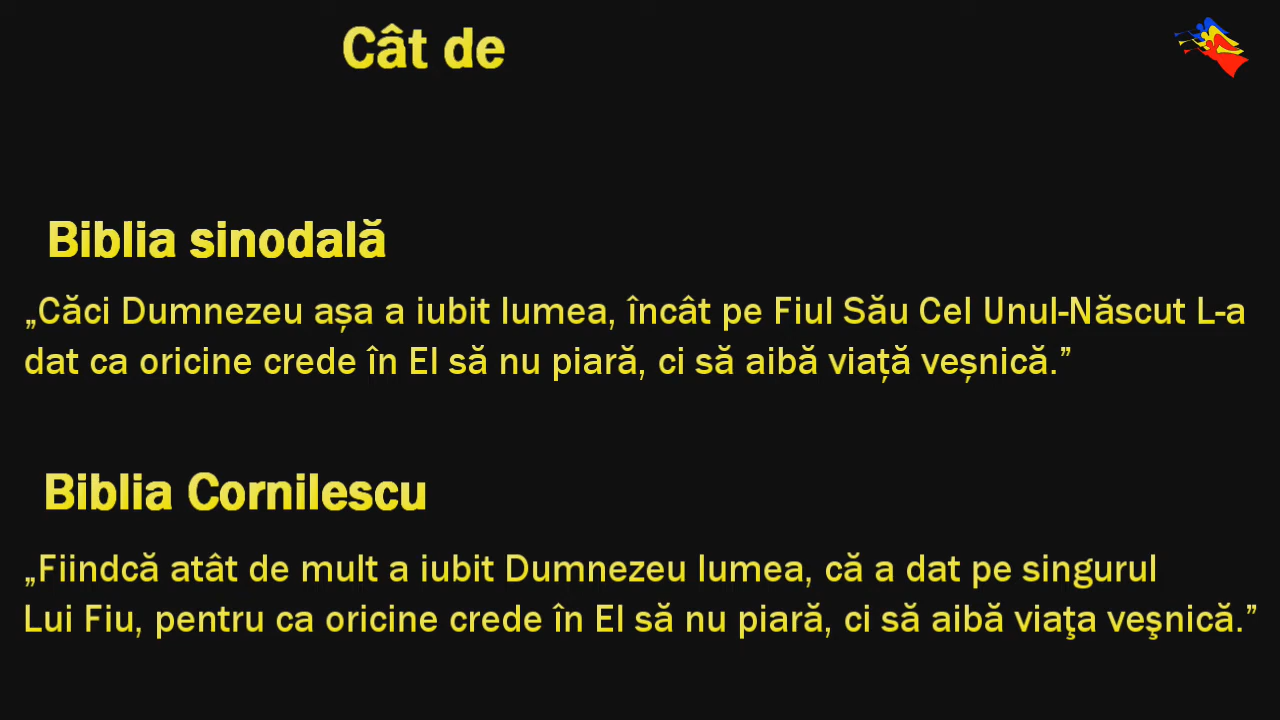 Cât de
Biblia sinodală
„Căci Dumnezeu așa a iubit lumea, încât pe Fiul Său Cel Unul-Născut L-a
dat ca oricine crede în El să nu piară, ci să aibă viață veșnică.”
Biblia Cornilescu
„Fiindcă atât de mult a iubit Dumnezeu lumea, că a dat pe singurul
Lui Fiu, pentru ca oricine crede în El să nu piară, ci să aibă viaţa veşnică.”